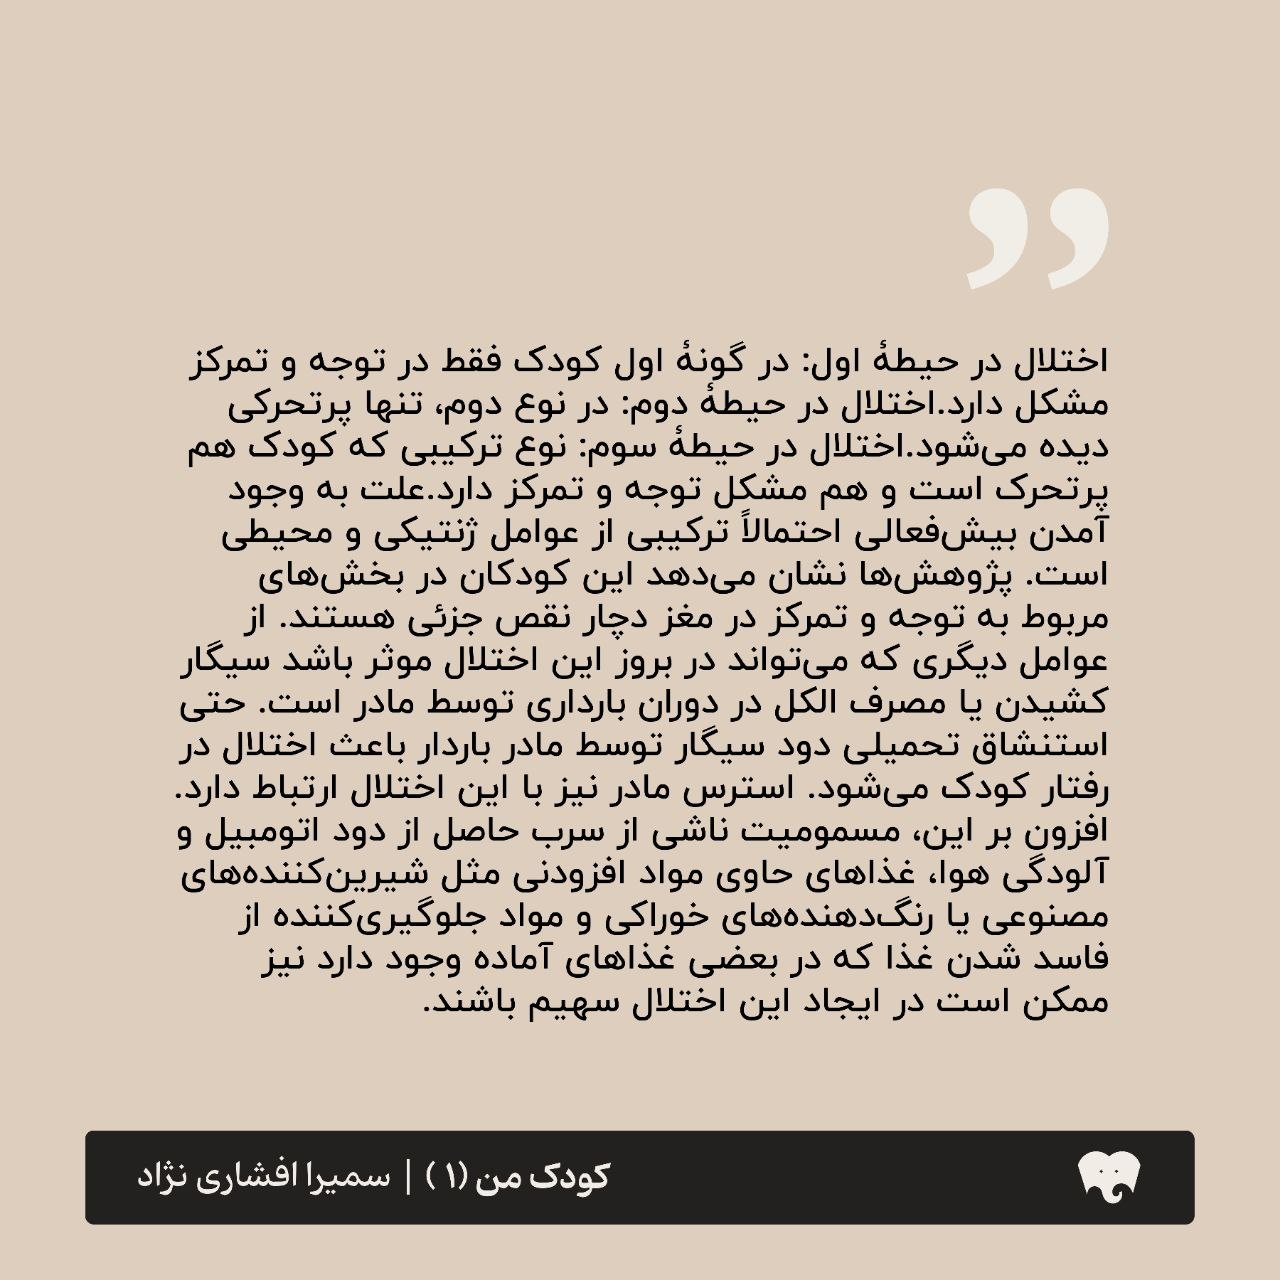 ”
اختلال در حیطهٔ اول: در گونهٔ اول کودک فقط در توجه و تمرکز
مشکل دارد.اختلال در حیطهٔ دوم: در نوع دوم، تنها پرتحرکی
دیده می‌شود.اختلال در حیطهٔ سوم: نوع ترکیبی که کودک هم
پرتحرک است و هم مشکل توجه و تمرکز دارد.علت به وجود
آمدن بیش‌فعالی احتمالاً ترکیبی از عوامل ژنتیکی و محیطی
است. پژوهش‌ها نشان می‌دهد این کودکان در بخش‌های
مربوط به توجه و تمرکز در مغز دچار نقص جزئی هستند. از
عوامل دیگری که می‌تواند در بروز این اختلال موثر باشد سیگار
کشیدن یا مصرف الکل در دوران بارداری توسط مادر است. حتی
استنشاق تحمیلی دود سیگار توسط مادر باردار باعث اختلال در
رفتار کودک می‌شود. استرس مادر نیز با این اختلال ارتباط دارد.
افزون بر این، مسمومیت ناشی از سرب حاصل از دود اتومبیل و
آلودگی هوا، غذاهای حاوی مواد افزودنی مثل شیرین‌کننده‌های
مصنوعی یا رنگ‌دهنده‌های خوراکی و مواد جلوگیری‌کننده از
فاسد شدن غذا که در بعضی غذاهای آماده وجود دارد نیز
ممکن است در ایجاد این اختلال سهیم باشند.
کودک من (۱ ) | سمیرا افشاری نژاد